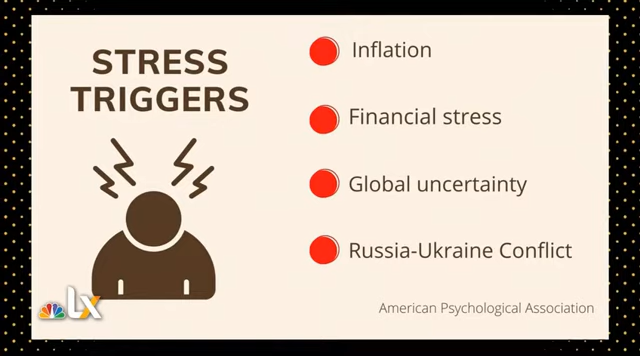 STRESS
TRIGGERS
Inflation
Financial stress
Global uncertainty
Russia-Ukraine Conflict
American Psychological Association
LX